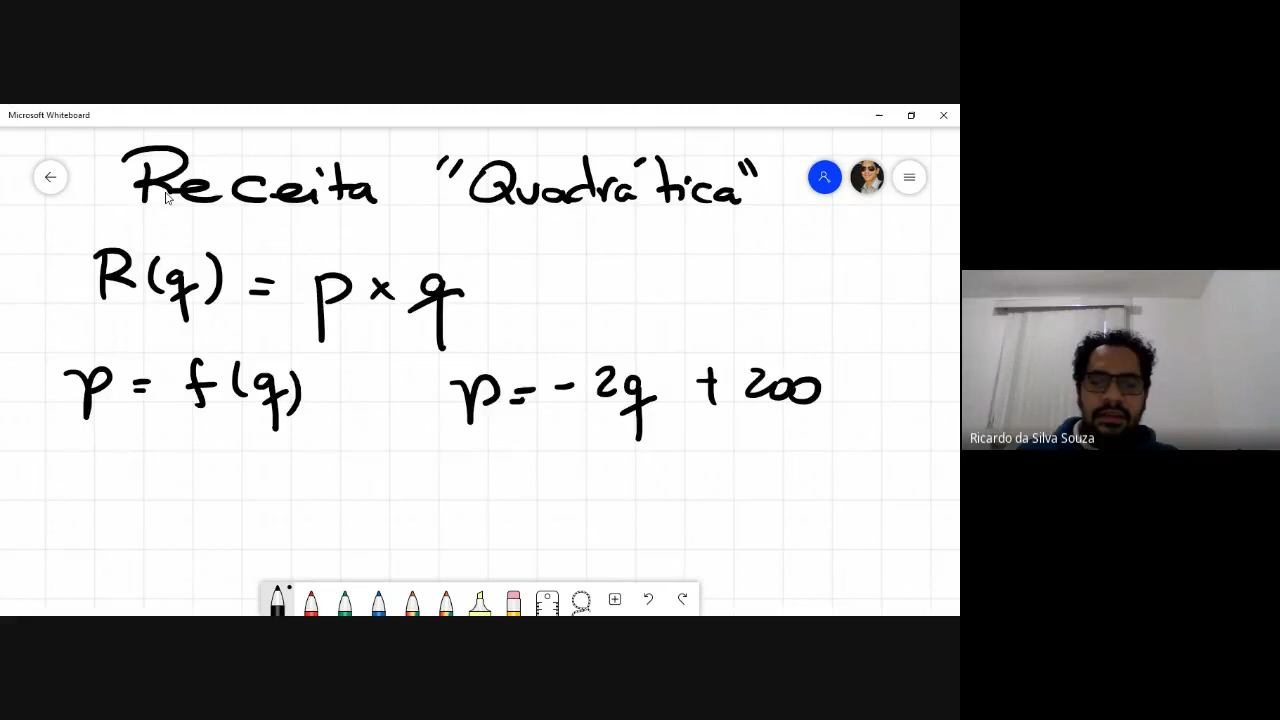 Microsoft Whiteboard
Receita "Quadrática"
R(q) = p × q
p = f(q) p = - 2q + 200
Ricardo da Silva Souza